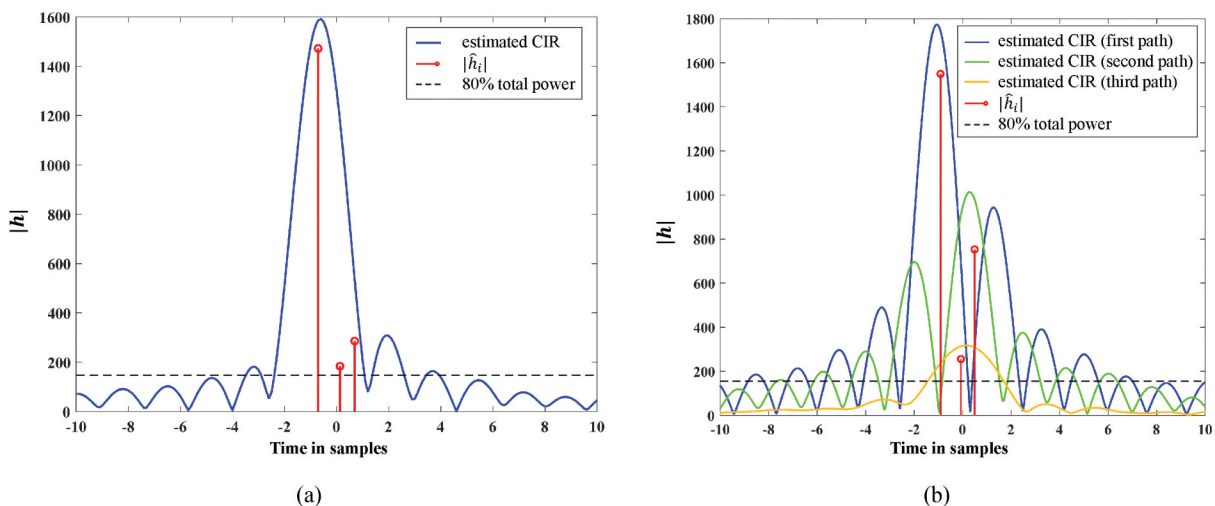 1600
1400
1200
1000
800
600
400
200
0
|h|
-10 -8 -6 -4 -2 0 2 4 6 8 10
Time in samples
estimated CIR
|ĥ_i|
80% total power
(a)
1800
1600
1400
1200
1000
800
600
400
200
0
|h|
-10 -8 -6 -4 -2 0 2 4 6 8 10
Time in samples
estimated CIR (first path)
estimated CIR (second path)
estimated CIR (third path)
|ĥ_i|
80% total power
(b)